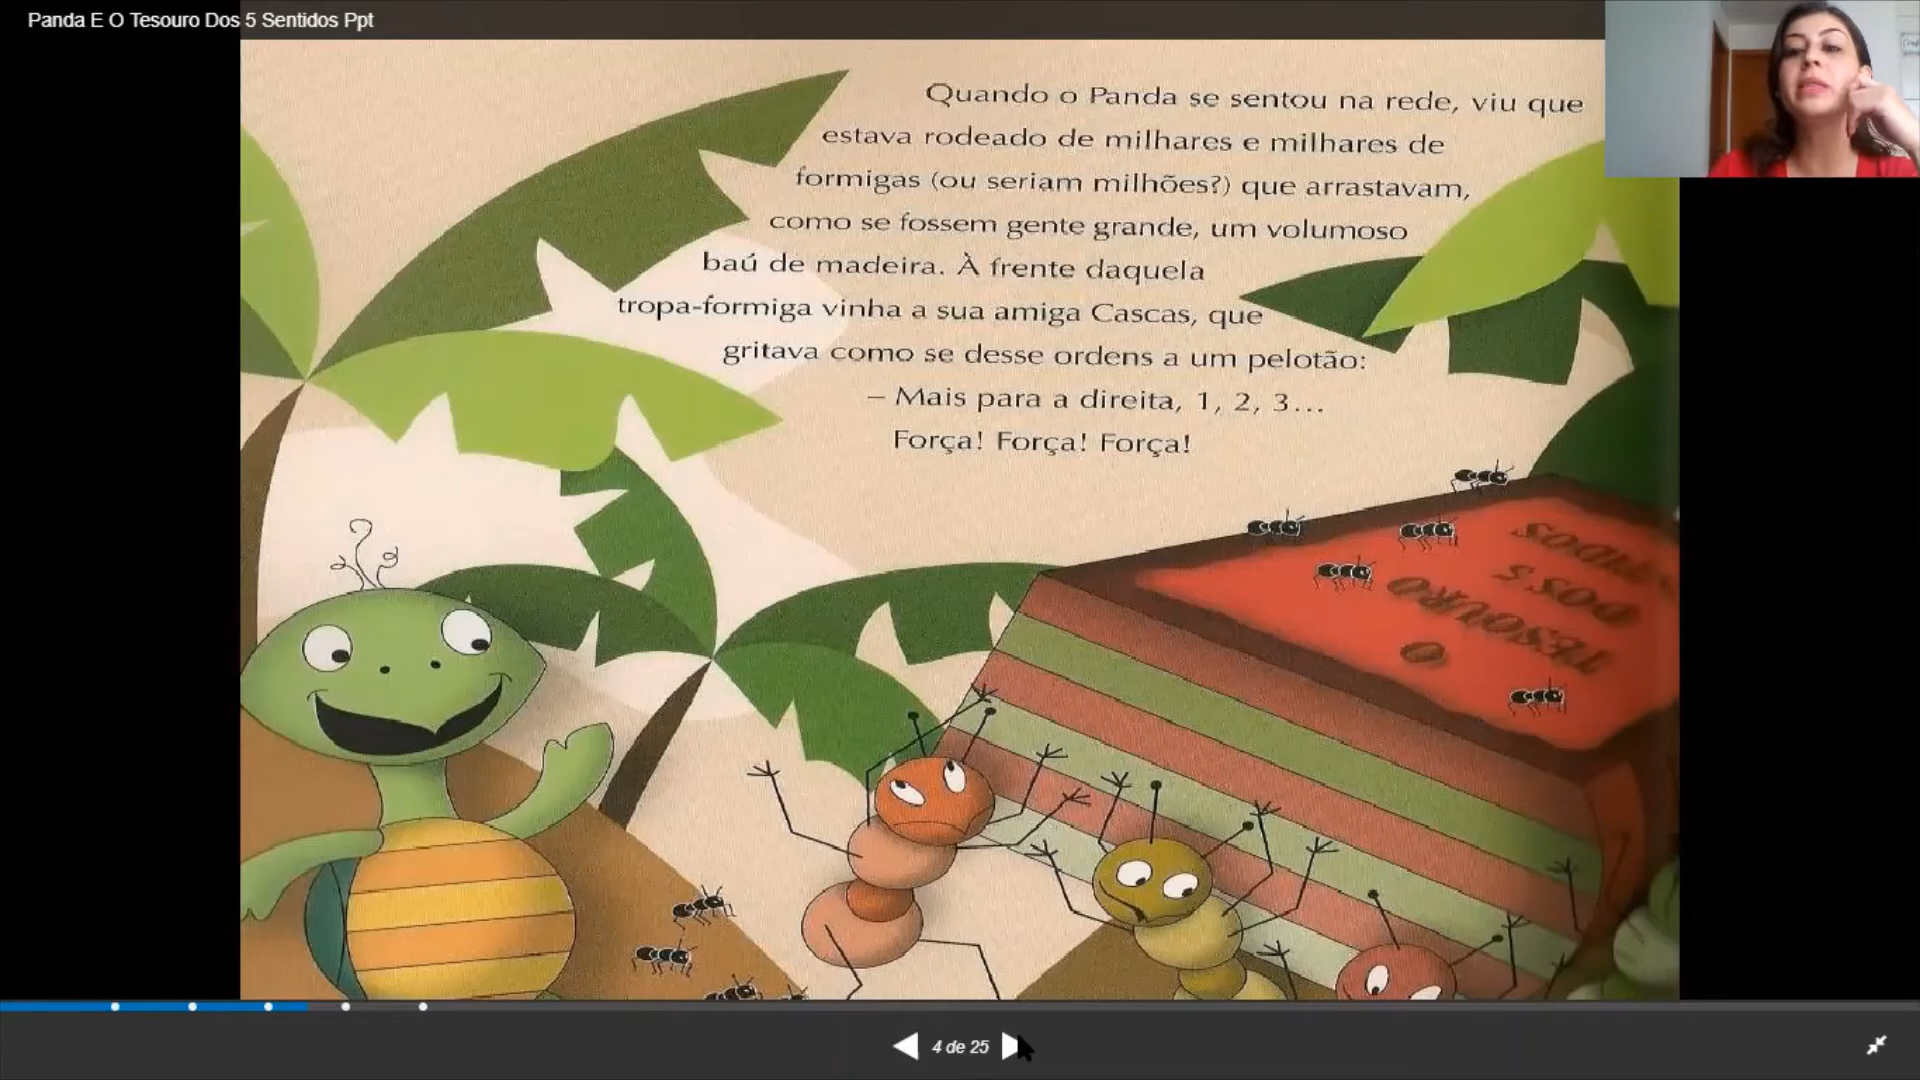 Panda E O Tesouro Dos 5 Sentidos Ppt
Quando o Panda se sentou na rede, viu que
estava rodeado de milhares e milhares de
formigas (ou seriam milhões?) que arrastavam,
como se fossem gente grande, um volumoso
baú de madeira. À frente daquela
tropa-formiga vinha a sua amiga Cascas, que
gritava como se desse ordens a um pelotão:
– Mais para a direita, 1, 2, 3...
Força! Força! Força!
O
TESOURO
DOS 5
4 de 25